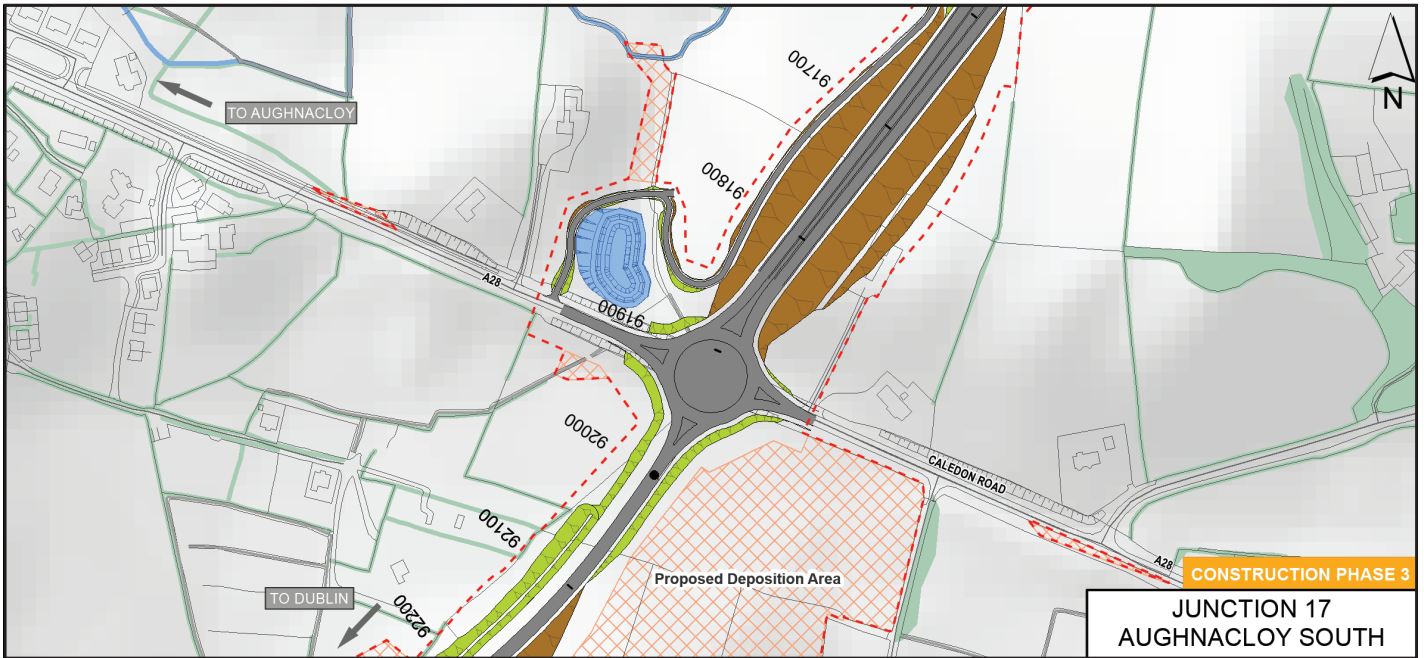 91700
N
TO AUGHNACLOY
91800
A28
91900
92000
CALEDON ROAD
92100
A28
Proposed Deposition Area
CONSTRUCTION PHASE 3
TO DUBLIN
92200
JUNCTION 17
AUGHNACLOY SOUTH